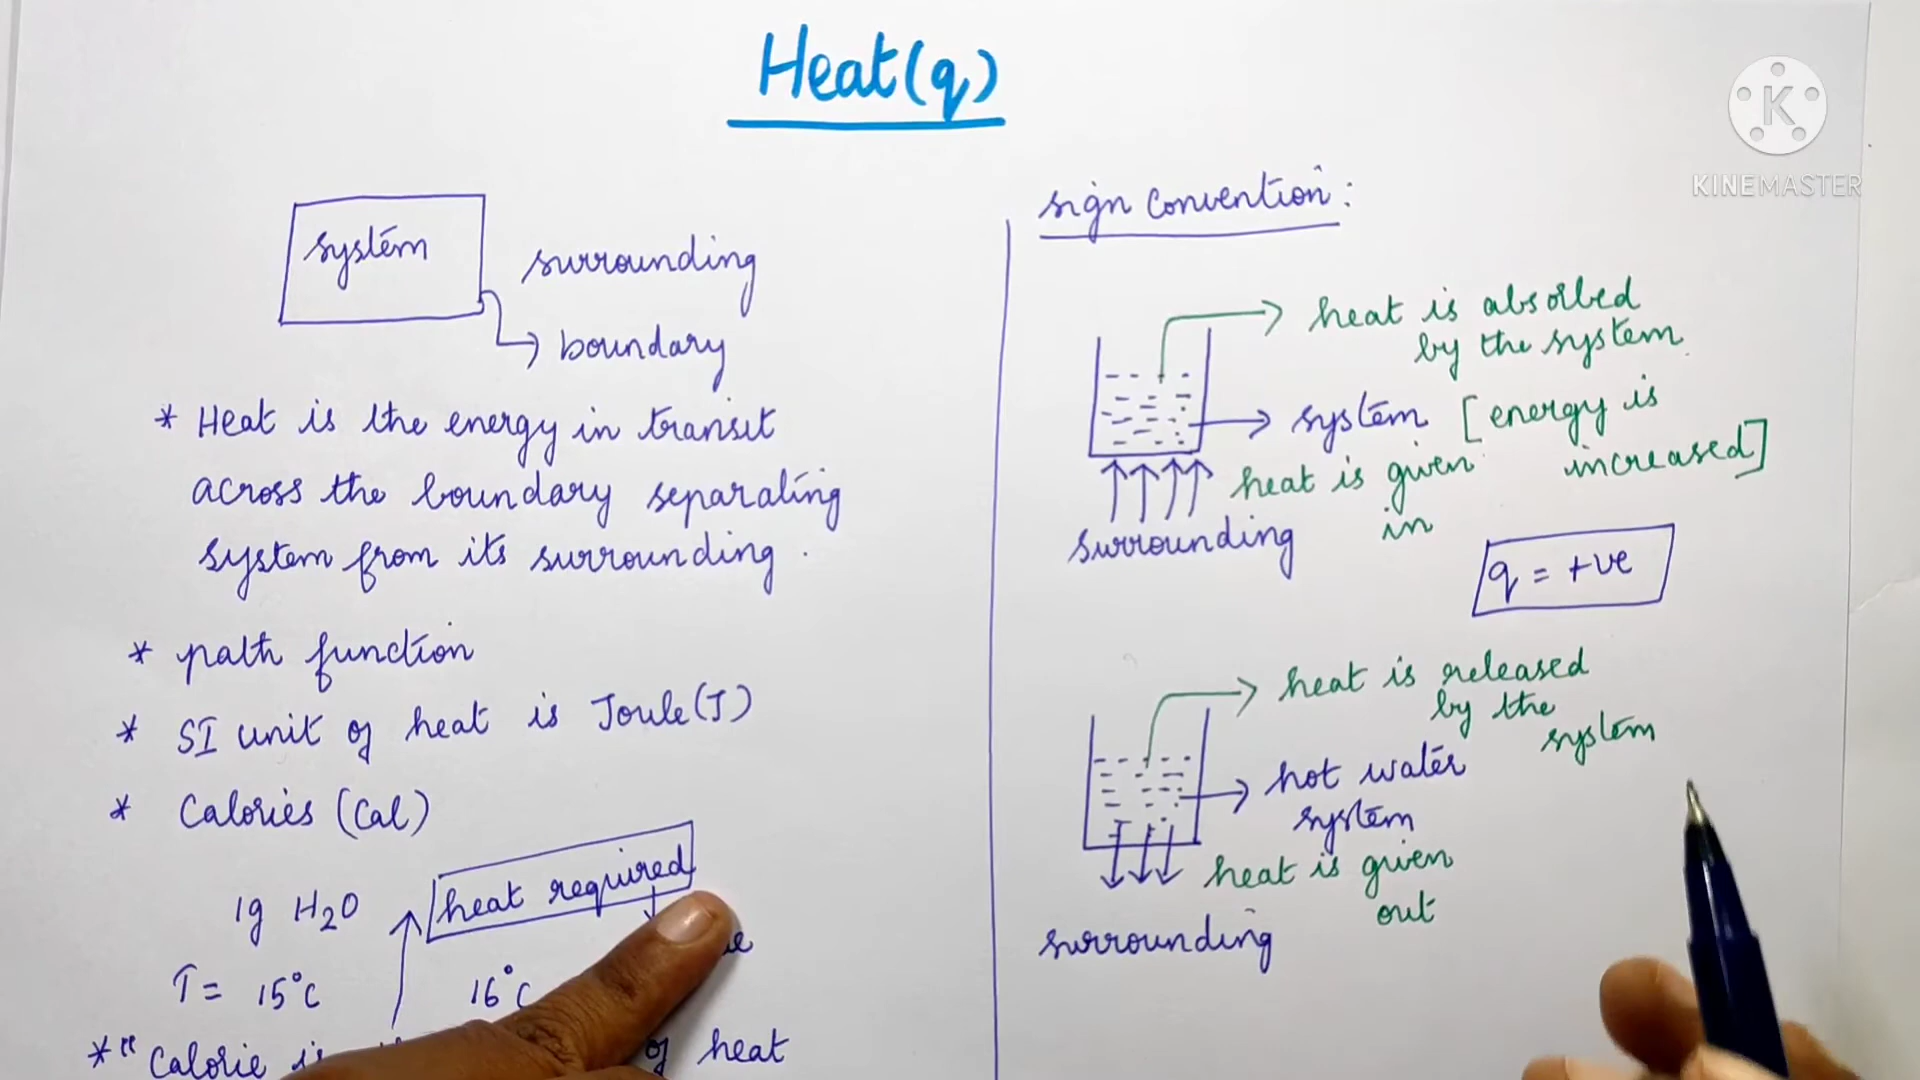 Heat(q)
KINEMASTER
system
surrounding
boundary
* Heat is the energy in transit
across the boundary separating
system from its surrounding.
* path function
* SI unit of heat is Joule(J)
* Calories (Cal)
heat required
1g H₂O
T = 15°C
16°C
*" Calorie is
of heat
sign convention:
heat is absorbed
by the system
system [energy is
increased]
heat is given
in
surrounding
q = +ve
heat is released
by the
system
hot water
system
heat is given
out
surrounding